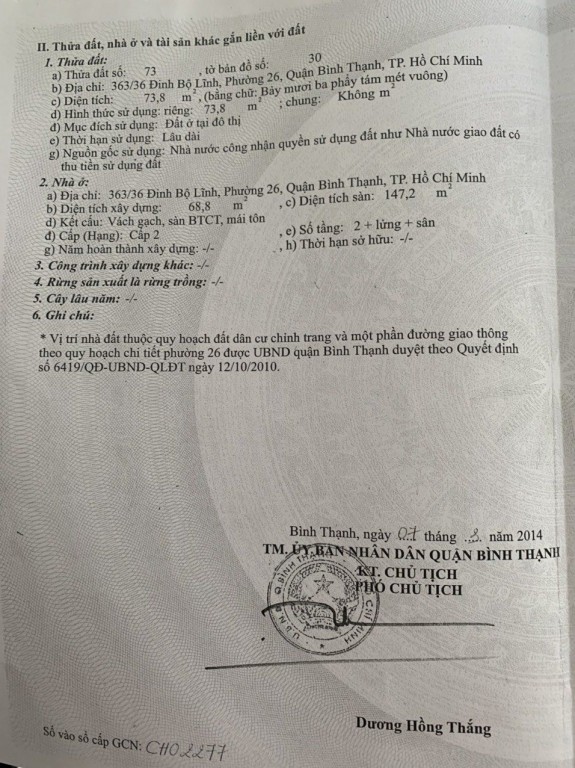 II. Thửa đất, nhà ở và tài sản khác gắn liền với đất
1. Thửa đất:
a) Thửa đất số: 73 , tờ bản đồ số: 30
b) Địa chỉ: 363/36 Đinh Bộ Lĩnh, Phường 26, Quận Bình Thạnh, TP. Hồ Chí Minh
c) Diện tích: 73,8 m², (bằng chữ: Bảy mươi ba phẩy tám mét vuông)
d) Hình thức sử dụng: riêng: 73,8 m² ; chung: Không m²
đ) Mục đích sử dụng: Đất ở tại đô thị
e) Thời hạn sử dụng: Lâu dài
g) Nguồn gốc sử dụng: Nhà nước công nhận quyền sử dụng đất như Nhà nước giao đất có
thu tiền sử dụng đất
2. Nhà ở:
a) Địa chỉ: 363/36 Đinh Bộ Lĩnh, Phường 26, Quận Bình Thạnh, TP. Hồ Chí Minh
b) Diện tích xây dựng: 68,8 m² , c) Diện tích sàn: 147,2 m²
d) Kết cấu: Vách gạch, sàn BTCT, mái tôn
đ) Cấp (Hạng): Cấp 2 , e) Số tầng: 2 + lửng + sân
g) Năm hoàn thành xây dựng: -/- , h) Thời hạn sở hữu: -/-
3. Công trình xây dựng khác: -/-
4. Rừng sản xuất là rừng trồng: -/-
5. Cây lâu năm: -/-
6. Ghi chú:
* Vị trí nhà đất thuộc quy hoạch đất dân cư chỉnh trang và một phần đường giao thông
theo quy hoạch chi tiết phường 26 được UBND quận Bình Thạnh duyệt theo Quyết định
số 6419/QĐ-UBND-QLĐT ngày 12/10/2010.
Bình Thạnh, ngày 07 tháng 8 năm 2014
TM. ỦY BAN NHÂN DÂN QUẬN BÌNH THẠNH
KT. CHỦ TỊCH
PHÓ CHỦ TỊCH
Dương Hồng Thắng
Số vào sổ cấp GCN: CH02277